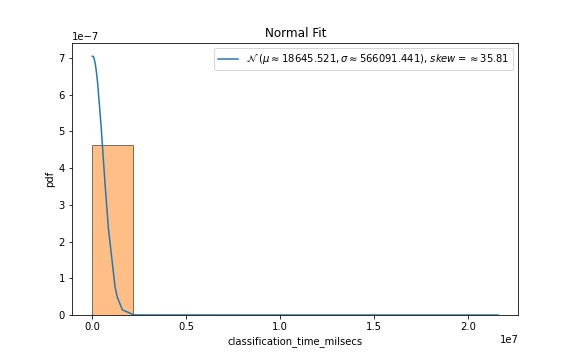 Normal Fit
1e−7
𝒩 (μ ≈ 18645.521, σ ≈ 566091.441), skew = ≈ 35.81
7
6
5
4
3
2
1
0
pdf
0.0 0.5 1.0 1.5 2.0
1e7
classification_time_milsecs